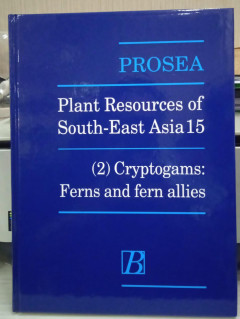 PROSEA
Plant Resources of
South-East Asia 15
(2) Cryptogams:
Ferns and fern allies
B